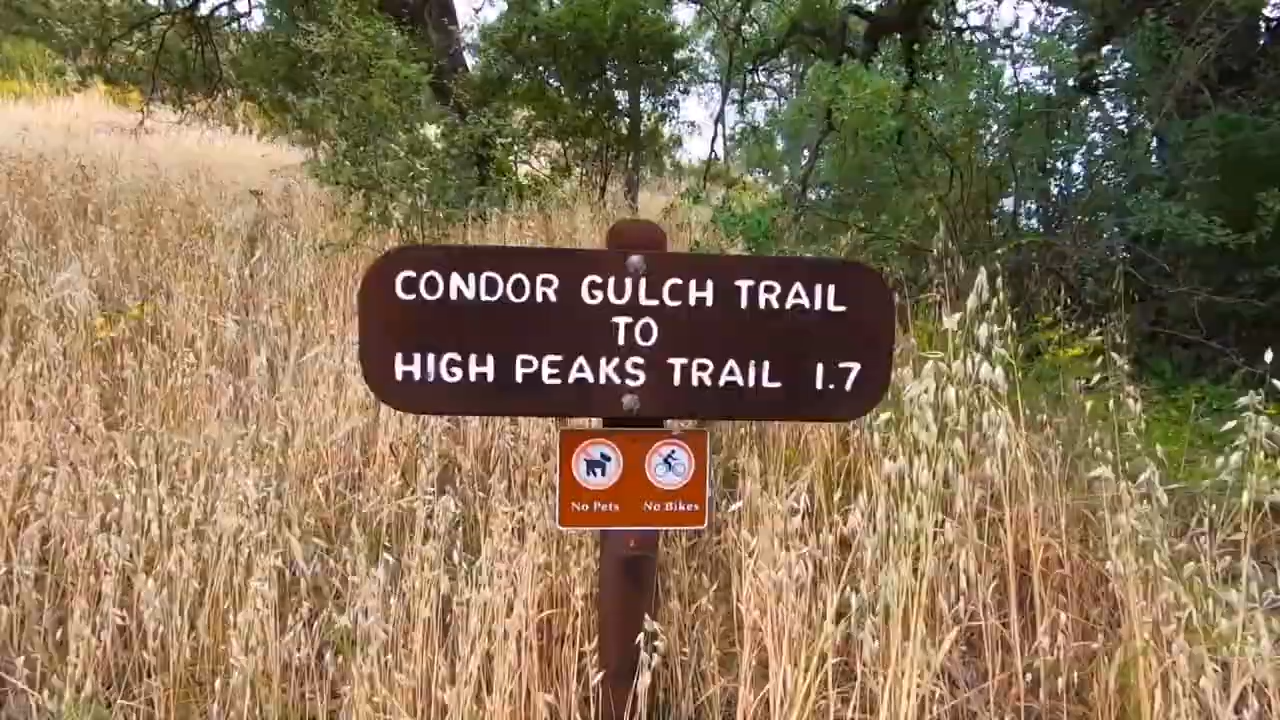 CONDOR GULCH TRAIL
TO
HIGH PEAKS TRAIL 1.7
No Pets No Bikes